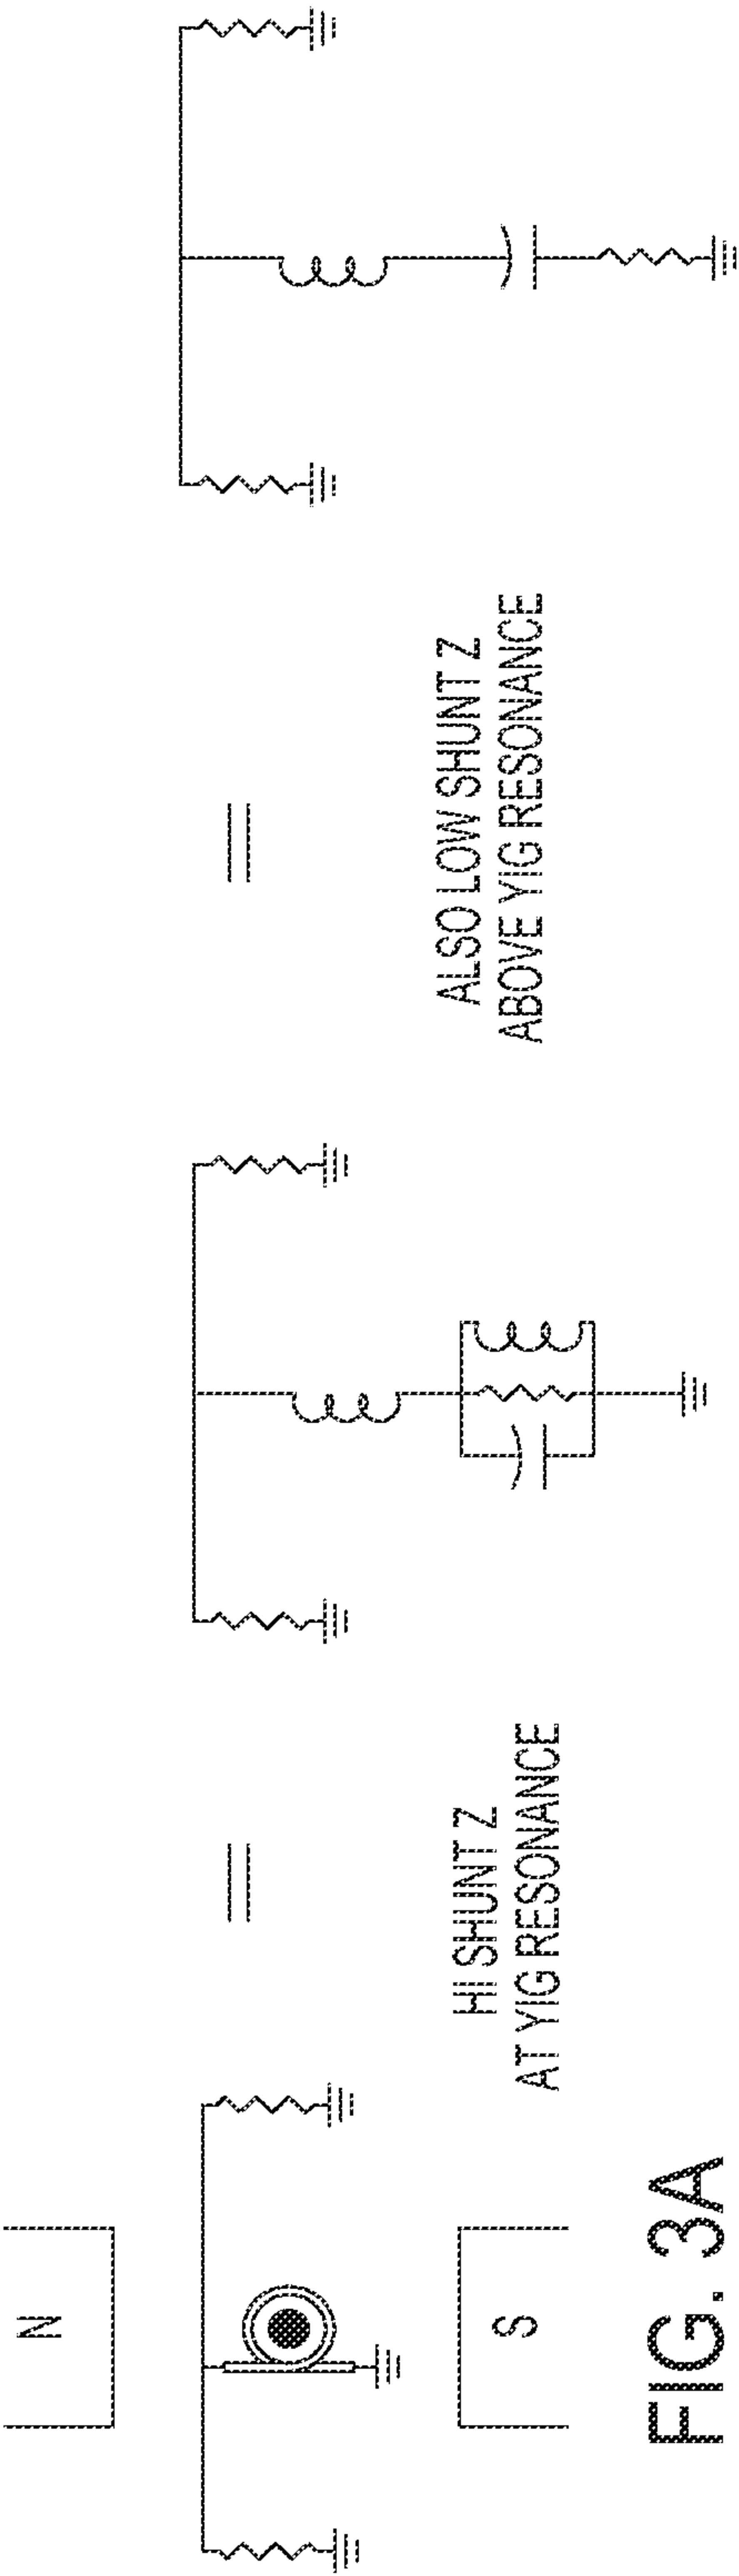 N
S
HI SHUNT Z
AT YIG RESONANCE
ALSO LOW SHUNT Z
ABOVE YIG RESONANCE
FIG. 3A